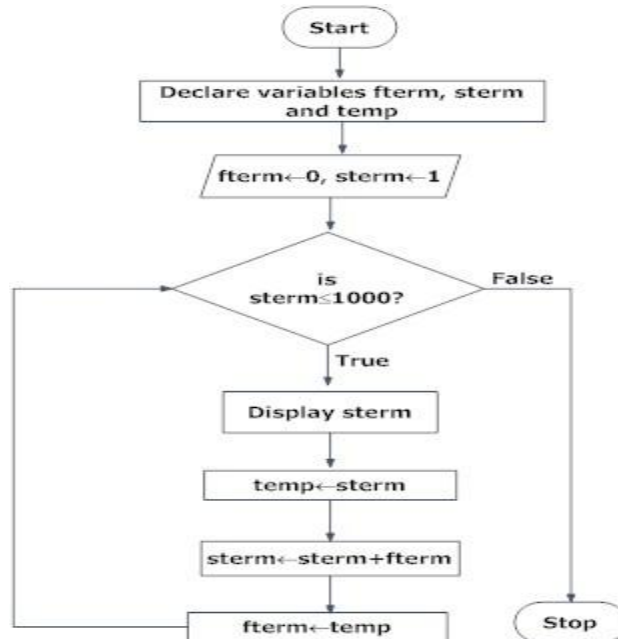 Start
Declare variables fterm, sterm
and temp
fterm←0, sterm←1
is
sterm≤1000?
False
True
Display sterm
temp←sterm
sterm←sterm+fterm
fterm←temp
Stop